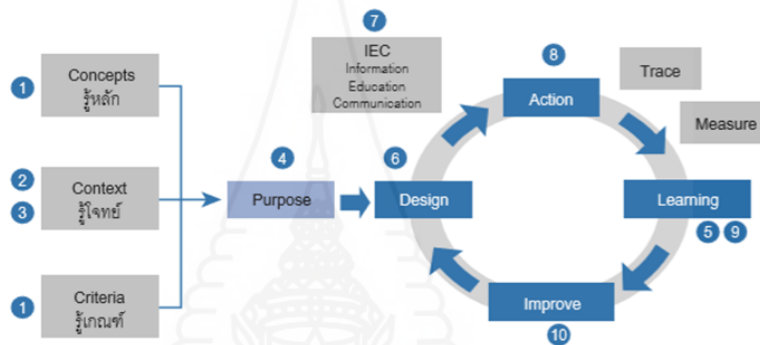 7
IEC
Information
Education
Communication
8
Action
Trace
Measure
1
Concepts
รู้หลัก
2
3
Context
รู้โจทย์
4
Purpose
6
Design
Learning
5 9
1
Criteria
รู้เกณฑ์
Improve
10